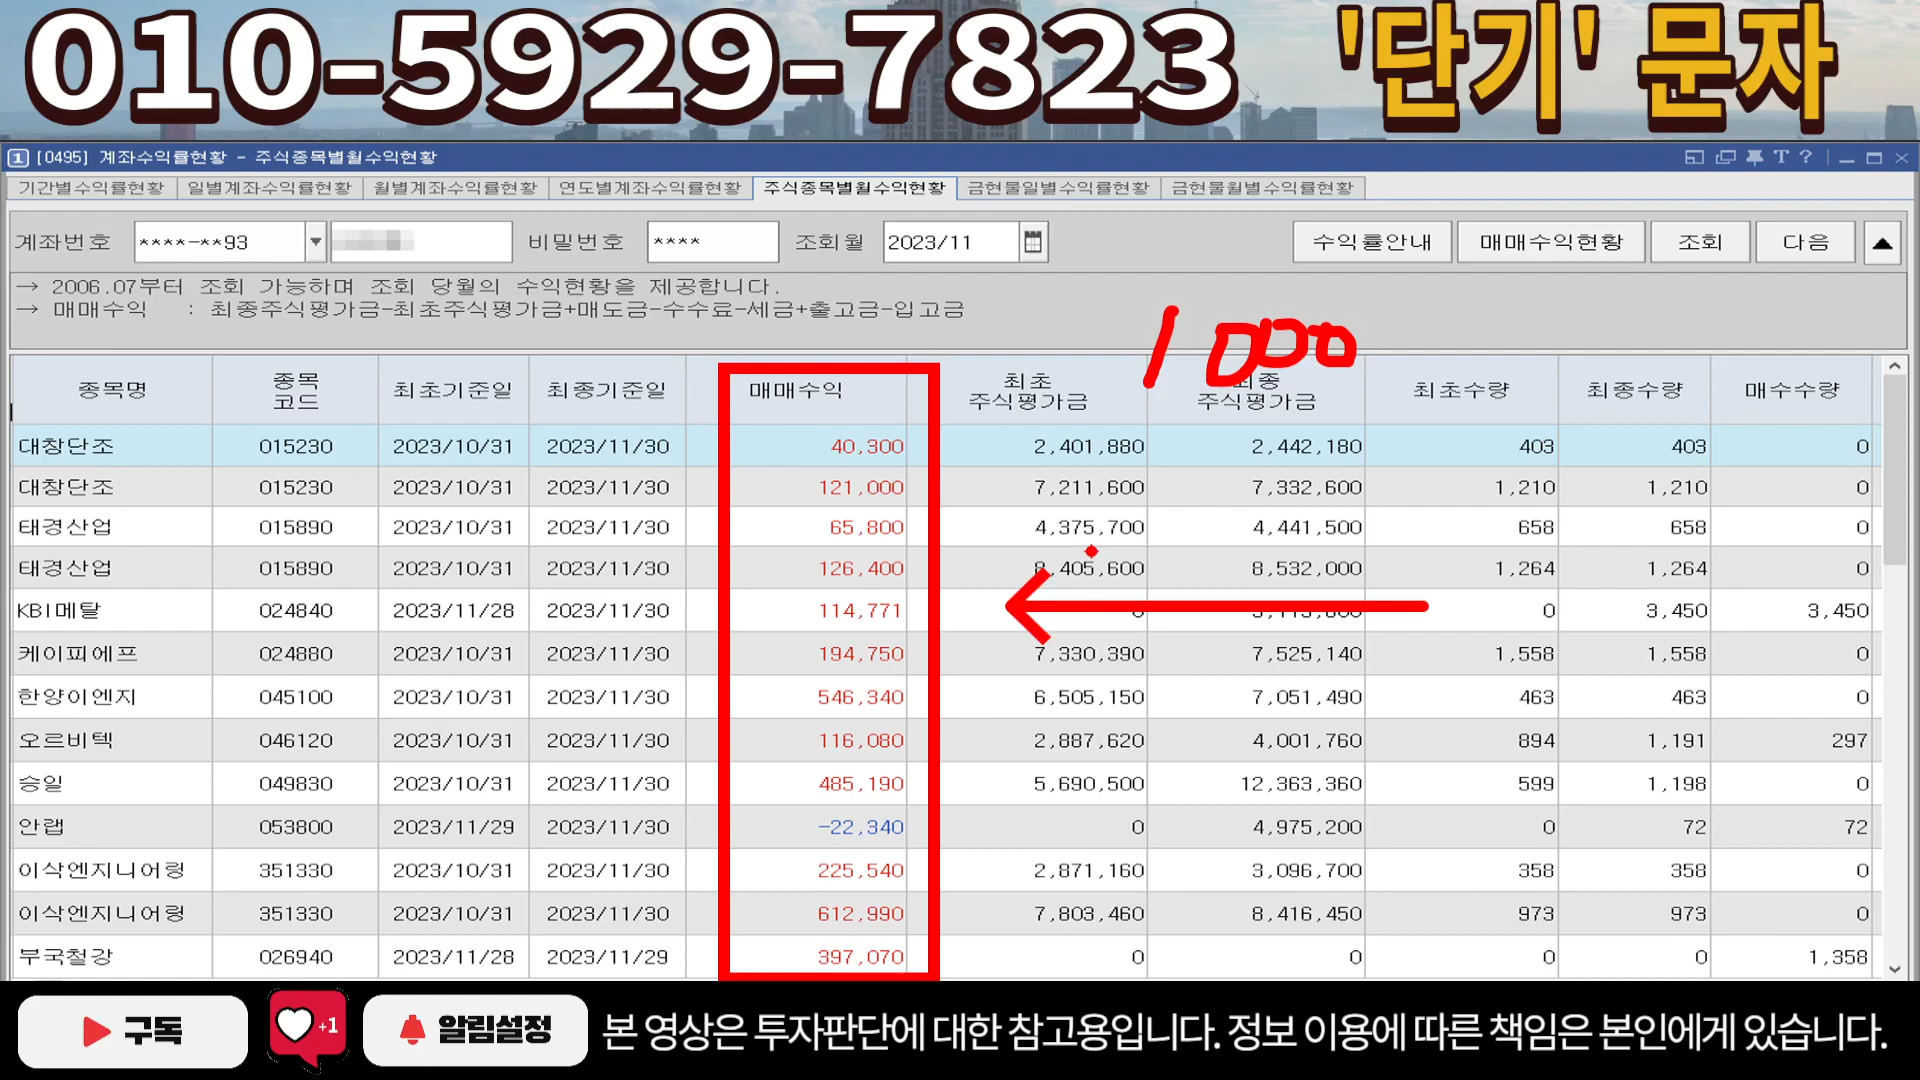 010-5929-7823 '단기' 문자
1 [0495] 계좌수익률현황 - 주식종목별월수익현황
기간별수익률현황 일별계좌수익률현황 월별계좌수익률현황 연도별계좌수익률현황 주식종목별월수익현황 금현물일별수익률현황 금현물월별수익률현황
계좌번호 ****-**93 비밀번호 **** 조회월 2023/11 수익률안내 매매수익현황 조회 다음
→ 2006.07부터 조회 가능하며 조회 당월의 수익현황을 제공합니다.
→ 매매수익 : 최종주식평가금-최초주식평가금+매도금-수수료-세금+출고금-입고금
1000
종목명 종목코드 최초기준일 최종기준일 매매수익 최초주식평가금 최종주식평가금 최초수량 최종수량 매수수량
대창단조 015230 2023/10/31 2023/11/30 40,300 2,401,880 2,442,180 403 403 0
대창단조 015230 2023/10/31 2023/11/30 121,000 7,211,600 7,332,600 1,210 1,210 0
태경산업 015890 2023/10/31 2023/11/30 65,800 4,375,700 4,441,500 658 658 0
태경산업 015890 2023/10/31 2023/11/30 126,400 8,405,600 8,532,000 1,264 1,264 0
KBI메탈 024840 2023/11/28 2023/11/30 114,771 0 3,450 3,450
케이피에프 024880 2023/10/31 2023/11/30 194,750 7,330,390 7,525,140 1,558 1,558 0
한양이엔지 045100 2023/10/31 2023/11/30 546,340 6,505,150 7,051,490 463 463 0
오르비텍 046120 2023/10/31 2023/11/30 116,080 2,887,620 4,001,760 894 1,191 297
승일 049830 2023/10/31 2023/11/30 485,190 5,690,500 12,363,360 599 1,198 0
안랩 053800 2023/11/29 2023/11/30 -22,340 0 4,975,200 0 72 72
이삭엔지니어링 351330 2023/10/31 2023/11/30 225,540 2,871,160 3,096,700 358 358 0
이삭엔지니어링 351330 2023/10/31 2023/11/30 612,990 7,803,460 8,416,450 973 973 0
부국철강 026940 2023/11/28 2023/11/29 397,070 0 0 0 0 1,358
구독 +1 알림설정 본 영상은 투자판단에 대한 참고용입니다. 정보 이용에 따른 책임은 본인에게 있습니다.